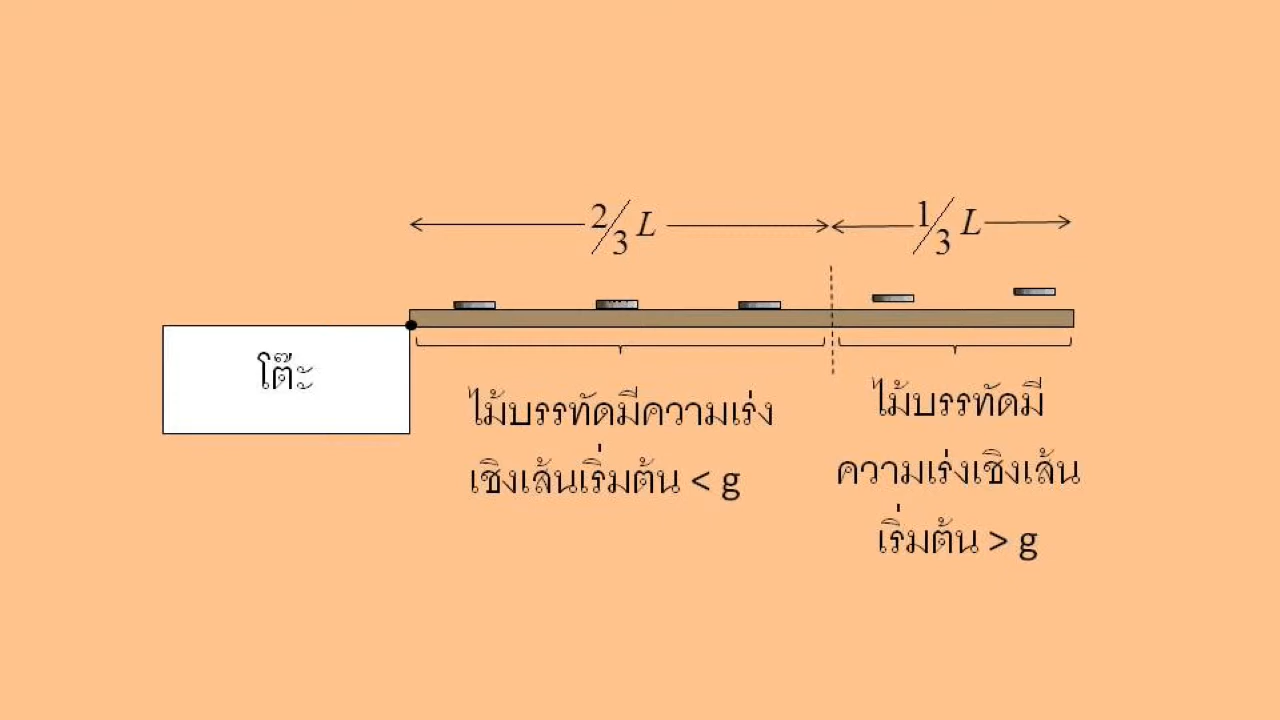 2/3 L
1/3 L
โต๊ะ
ไม้บรรทัดมีความเร่ง
เชิงเส้นเริ่มต้น < g
ไม้บรรทัดมี
ความเร่งเชิงเส้น
เริ่มต้น > g